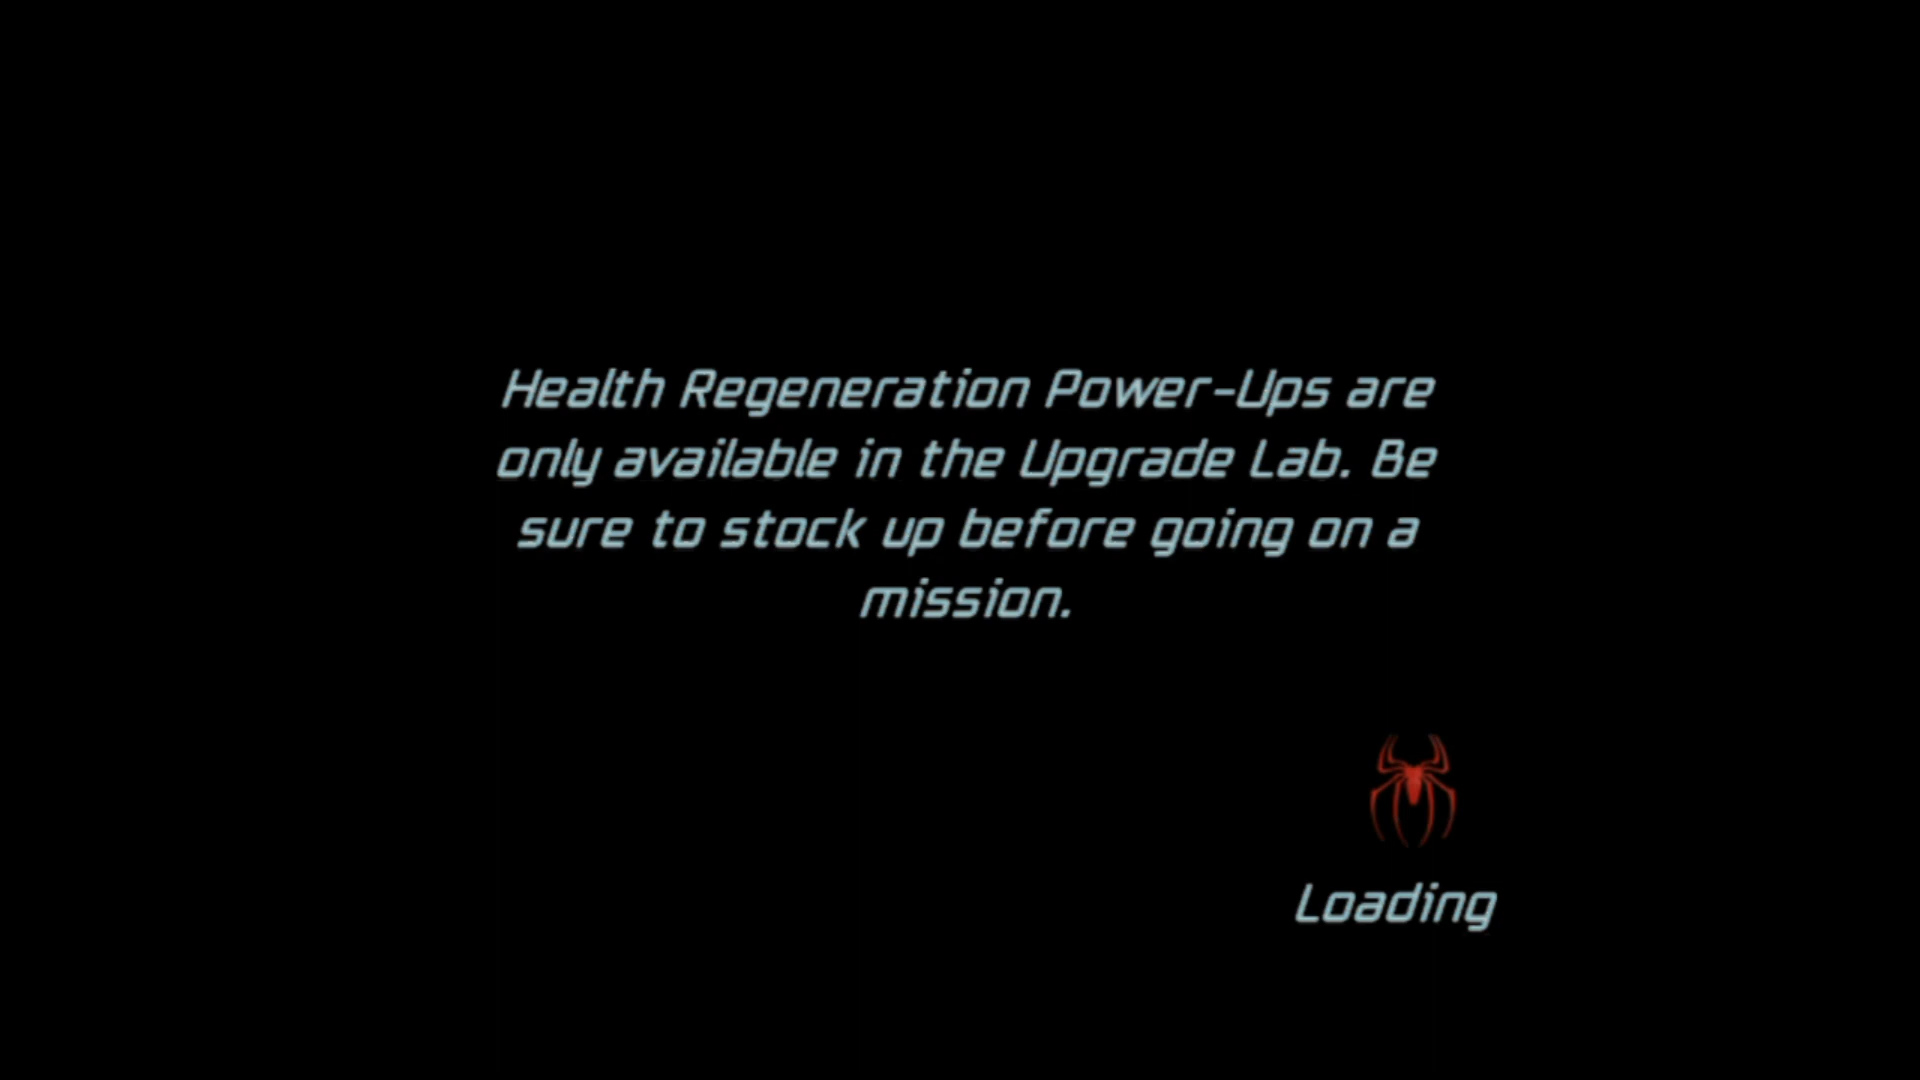 Health Regeneration Power-Ups are
only available in the Upgrade Lab. Be
sure to stock up before going on a
mission.
Loading